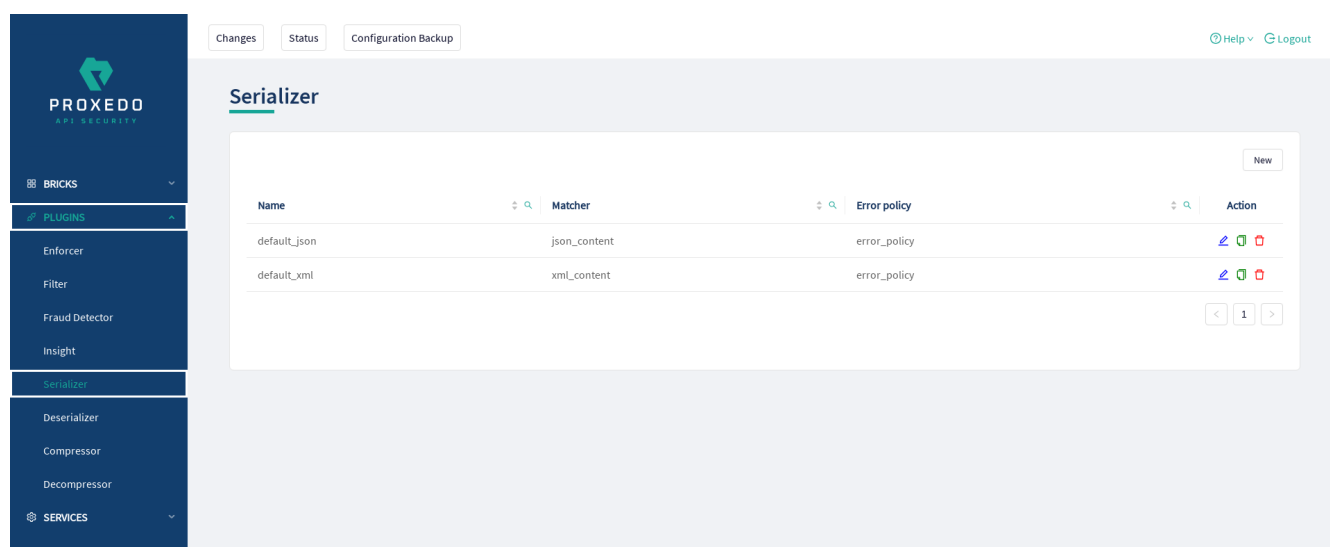 Changes Status Configuration Backup Help Logout
PROXEDO
API SECURITY
Serializer
New
BRICKS
Name Matcher Error policy Action
PLUGINS
default_json json_content error_policy
Enforcer
default_xml xml_content error_policy
Filter
Fraud Detector
< 1 >
Insight
Serializer
Deserializer
Compressor
Decompressor
SERVICES